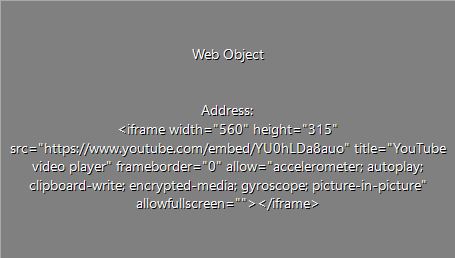 Web Object
Address:
<iframe width="560" height="315"
src="https://www.youtube.com/embed/YU0hLDa8auo" title="YouTube
video player" frameborder="0" allow="accelerometer; autoplay;
clipboard-write; encrypted-media; gyroscope; picture-in-picture"
allowfullscreen=""></iframe>